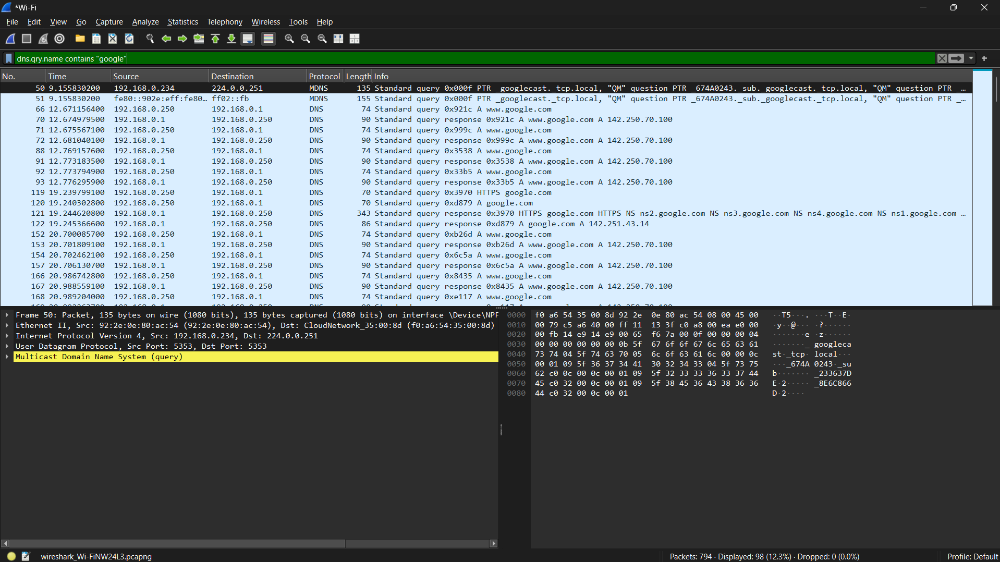 *Wi-Fi
File Edit View Go Capture Analyze Statistics Telephony Wireless Tools Help
dns.qry.name contains "google"
No. Time Source Destination Protocol Length Info
50 9.155830200 192.168.0.234 224.0.0.251 MDNS 135 Standard query 0x000f PTR _googlecast._tcp.local, "QM" question PTR _674A0243._sub._googlecast._tcp.local, "QM" question PTR _…
51 9.155830200 fe80::902e:eff:fe80… ff02::fb MDNS 155 Standard query 0x000f PTR _googlecast._tcp.local, "QM" question PTR _674A0243._sub._googlecast._tcp.local, "QM" question PTR _…
66 12.671156400 192.168.0.250 192.168.0.1 DNS 74 Standard query 0x921c A www.google.com
70 12.674979500 192.168.0.1 192.168.0.250 DNS 90 Standard query response 0x921c A www.google.com A 142.250.70.100
71 12.675567100 192.168.0.250 192.168.0.1 DNS 74 Standard query 0x999c A www.google.com
72 12.681040100 192.168.0.1 192.168.0.250 DNS 90 Standard query response 0x999c A www.google.com A 142.250.70.100
88 12.769157600 192.168.0.250 192.168.0.1 DNS 74 Standard query 0x3538 A www.google.com
91 12.773183500 192.168.0.1 192.168.0.250 DNS 90 Standard query response 0x3538 A www.google.com A 142.250.70.100
92 12.773794900 192.168.0.250 192.168.0.1 DNS 74 Standard query 0x33b5 A www.google.com
93 12.776295900 192.168.0.1 192.168.0.250 DNS 90 Standard query response 0x33b5 A www.google.com A 142.250.70.100
119 19.239799100 192.168.0.250 192.168.0.1 DNS 70 Standard query 0x3970 HTTPS google.com
120 19.240302800 192.168.0.250 192.168.0.1 DNS 70 Standard query 0xd879 A google.com
121 19.244620800 192.168.0.1 192.168.0.250 DNS 343 Standard query response 0x3970 HTTPS google.com HTTPS NS ns2.google.com NS ns3.google.com NS ns4.google.com NS ns1.google.com …
122 19.245366600 192.168.0.1 192.168.0.250 DNS 86 Standard query response 0xd879 A google.com A 142.251.43.14
152 20.700085700 192.168.0.250 192.168.0.1 DNS 74 Standard query 0xb26d A www.google.com
153 20.701809100 192.168.0.1 192.168.0.250 DNS 90 Standard query response 0xb26d A www.google.com A 142.250.70.100
154 20.702462100 192.168.0.250 192.168.0.1 DNS 74 Standard query 0x6c5a A www.google.com
157 20.706130700 192.168.0.1 192.168.0.250 DNS 90 Standard query response 0x6c5a A www.google.com A 142.250.70.100
166 20.986742800 192.168.0.250 192.168.0.1 DNS 74 Standard query 0x8435 A www.google.com
167 20.988559100 192.168.0.1 192.168.0.250 DNS 90 Standard query response 0x8435 A www.google.com A 142.250.70.100
168 20.989204000 192.168.0.250 192.168.0.1 DNS 74 Standard query 0xe117 A www.google.com
Frame 50: Packet, 135 bytes on wire (1080 bits), 135 bytes captured (1080 bits) on interface \Device\NPF
Ethernet II, Src: 92:2e:0e:80:ac:54 (92:2e:0e:80:ac:54), Dst: CloudNetwork_35:00:8d (f0:a6:54:35:00:8d)
Internet Protocol Version 4, Src: 192.168.0.234, Dst: 224.0.0.251
User Datagram Protocol, Src Port: 5353, Dst Port: 5353
Multicast Domain Name System (query)
0000 f0 a6 54 35 00 8d 92 2e 0e 80 ac 54 08 00 45 00 ··T5···. ···T··E·
0010 00 79 c5 a6 40 00 ff 11 13 3f c0 a8 00 ea e0 00 ·y··@··· ·?······
0020 00 fb 14 e9 14 e9 00 65 f6 7a 00 0f 00 00 00 04 ·······e ·z······
0030 00 00 00 00 00 00 0b 5f 67 6f 6f 67 6c 65 63 61 ·······_ googleca
0040 73 74 04 5f 74 63 70 05 6c 6f 63 61 6c 00 00 0c st·_tcp· local···
0050 00 01 09 5f 36 37 34 41 30 32 34 33 04 5f 73 75 ···_674A 0243·_su
0060 62 c0 0c 00 0c 00 01 09 5f 32 33 33 36 33 37 44 b······· _233637D
0070 45 c0 32 00 0c 00 01 09 5f 38 45 36 43 38 36 36 E·2····· _8E6C866
0080 44 c0 32 00 0c 00 01 D·2····
wireshark_Wi-FiNW24L3.pcapng
Packets: 794 · Displayed: 98 (12.3%) · Dropped: 0 (0.0%)
Profile: Default